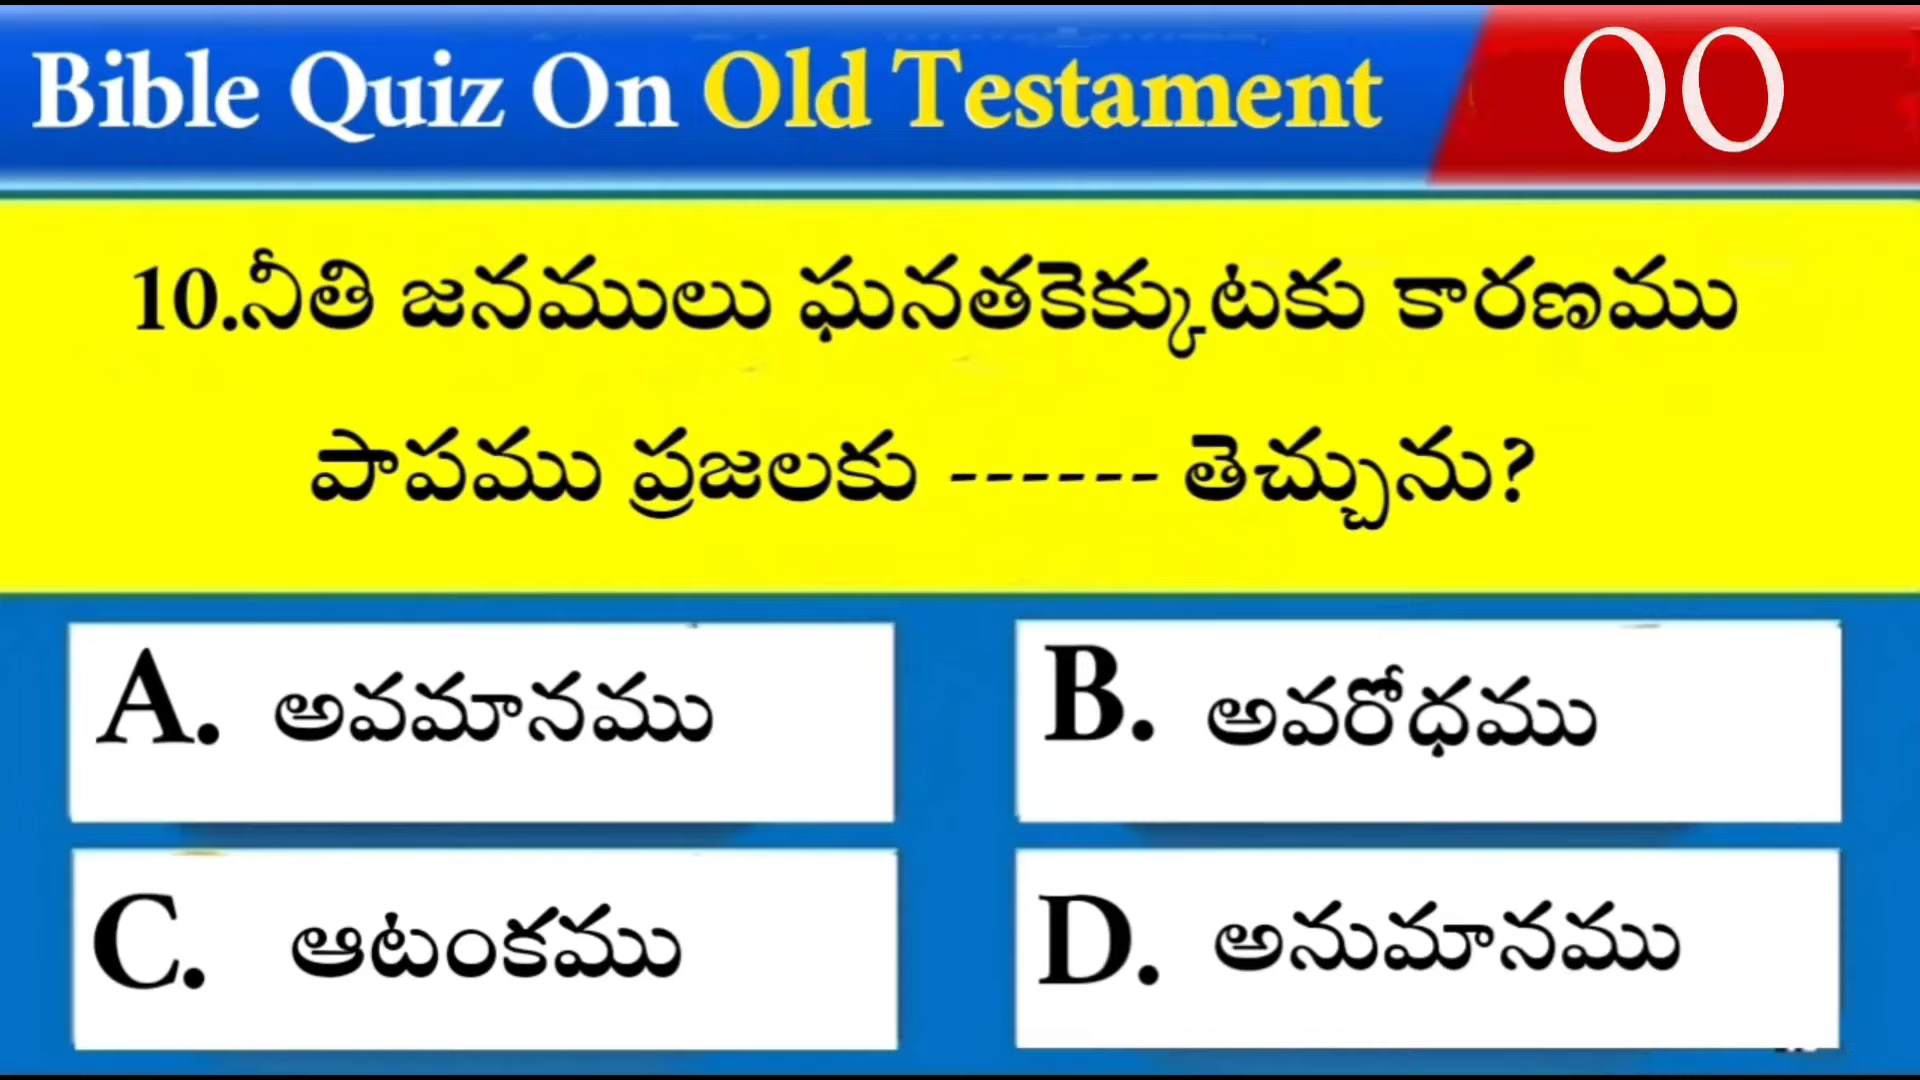 Bible Quiz On Old Testament
00
10.నీతి జనములు ఘనతకెక్కుటకు కారణము
పాపము ప్రజలకు ------ తెచ్చును?
A. అవమానము
B. అవరోధము
C. ఆటంకము
D. అనుమానము